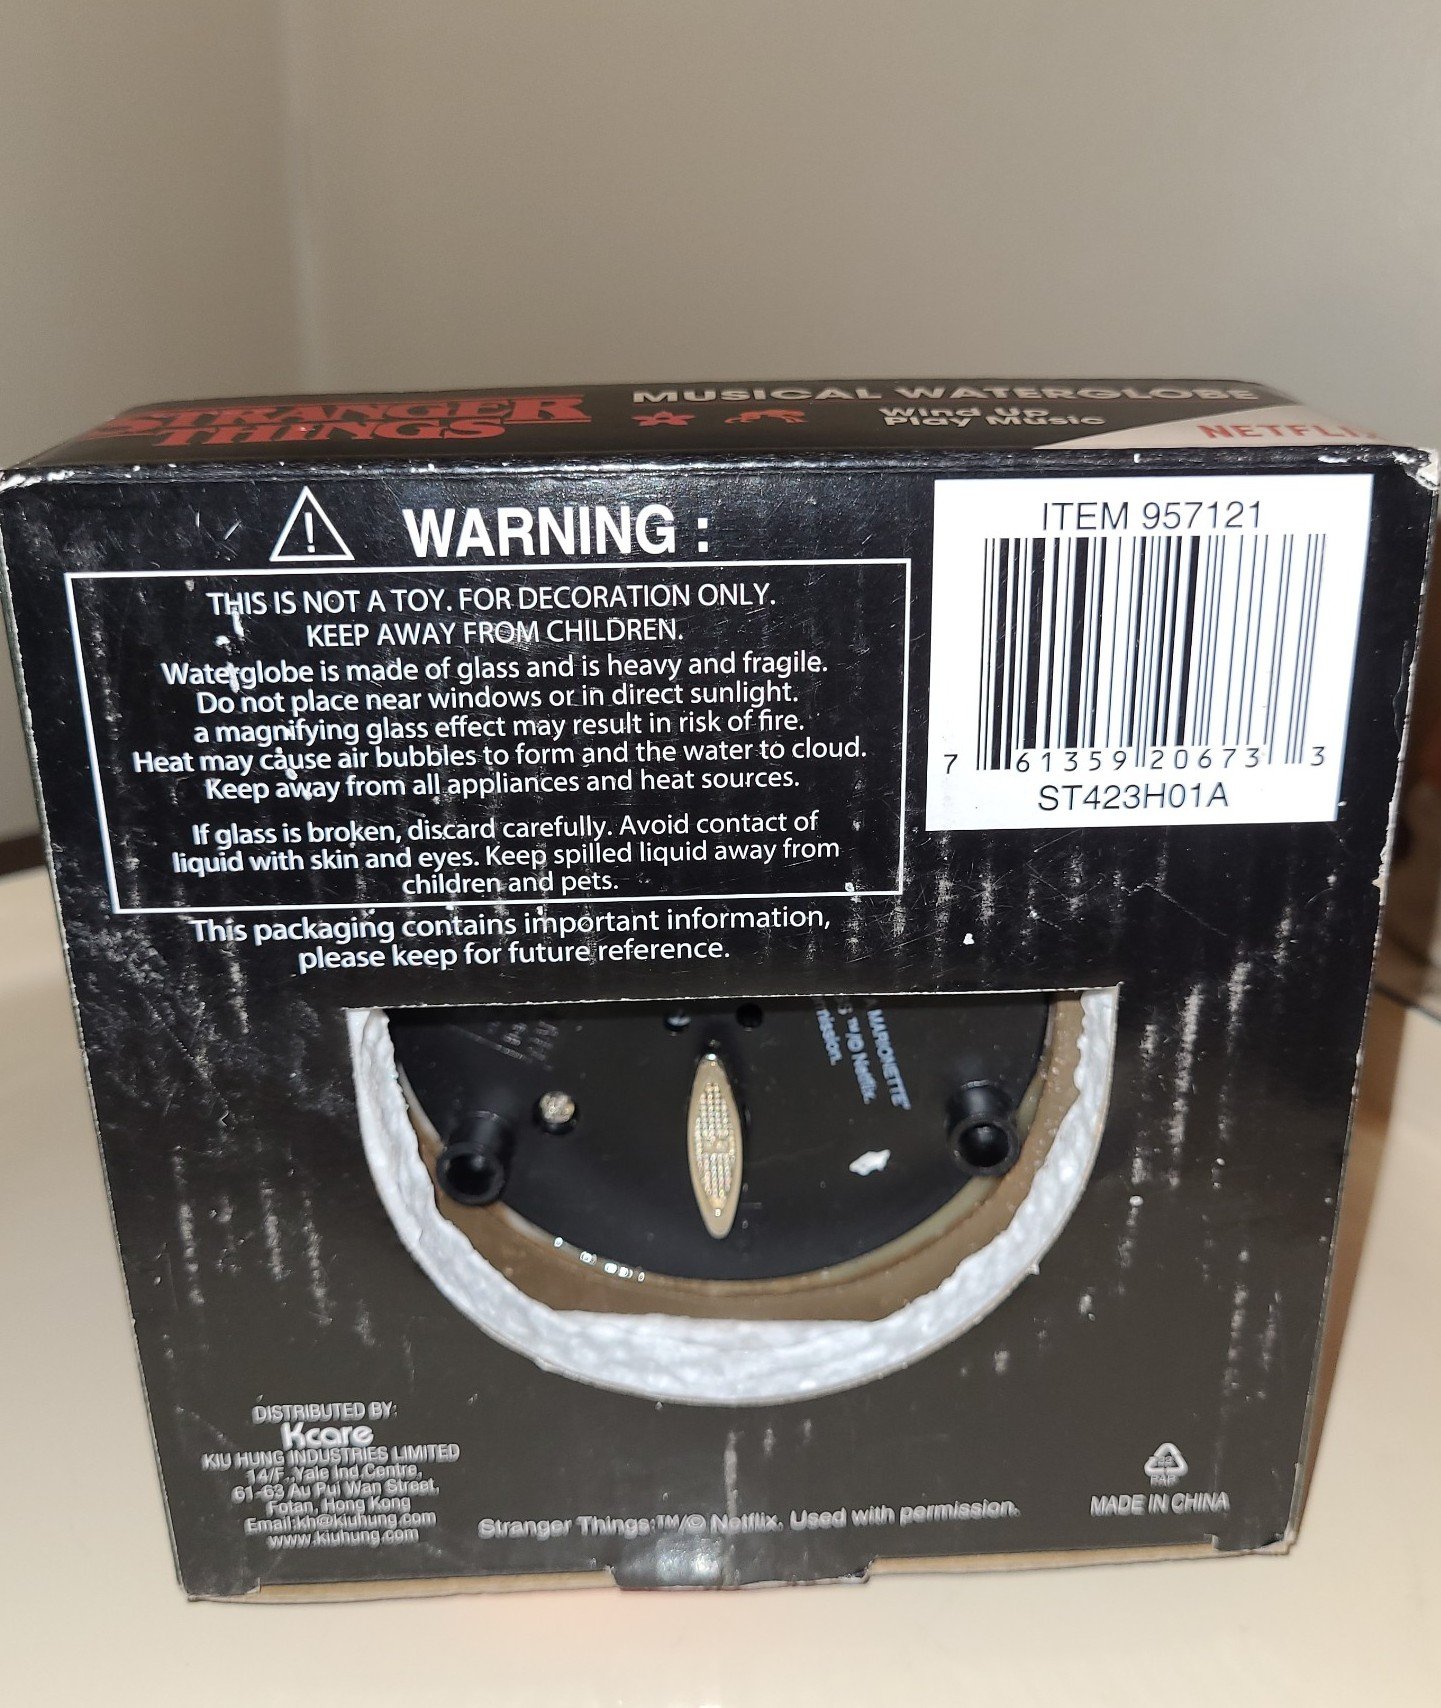 STRANGER
THINGS
MUSICAL WATERGLOBE
Wind Up
Play Music
NETFLIX
WARNING :
THIS IS NOT A TOY. FOR DECORATION ONLY.
KEEP AWAY FROM CHILDREN.
Waterglobe is made of glass and is heavy and fragile.
Do not place near windows or in direct sunlight.
a magnifying glass effect may result in risk of fire.
Heat may cause air bubbles to form and the water to cloud.
Keep away from all appliances and heat sources.
If glass is broken, discard carefully. Avoid contact of
liquid with skin and eyes. Keep spilled liquid away from
children and pets.
This packaging contains important information,
please keep for future reference.
ITEM 957121
7 61359 20673 3
ST423H01A
MARIONETTE
™/© Netflix.
DISTRIBUTED BY:
Kcare
KIU HUNG INDUSTRIES LIMITED
14/F., Yale Ind.Centre,
61-63 Au Pui Wan Street,
Fotan, Hong Kong
Email:kh@kiuhung.com
www.kiuhung.com
Stranger Things:™/© Netflix. Used with permission.
PAP
MADE IN CHINA